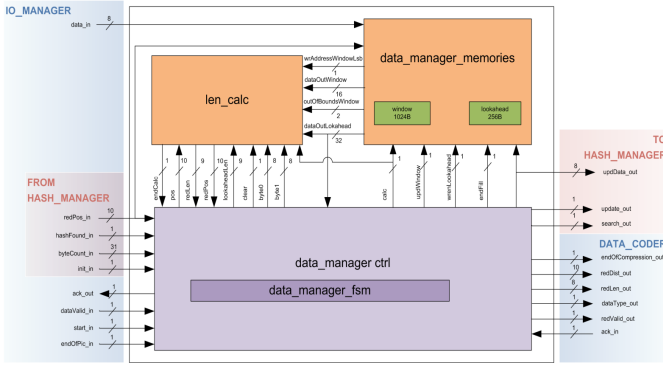 IO_MANAGER
data_in
8
data_manager_memories
window
1024B
lookahead
256B
len_calc
wrAddressWindowLsb
1
dataOutWindow
16
outOfBoundsWindow
2
dataOutLokahead
32
1
endCalc
10
pos
9
redLen
10
redPos
9
lookaheadLen
1
clear
8
byte0
8
byte1
1
calc
1
updWindow
1
wrenLookahead
1
endFill
TO
HASH_MANAGER
8
updData_out
1
update_out
1
search_out
FROM
HASH_MANAGER
redPos_in
10
hashFound_in
1
byteCount_in
31
init_in
1
ack_out
1
dataValid_in
1
start_in
1
endOfPic_in
1
data_manager ctrl
data_manager_fsm
DATA_CODER
1
endOfCompression_out
10
redDist_out
8
redLen_out
1
dataType_out
1
redValid_out
1
ack_in